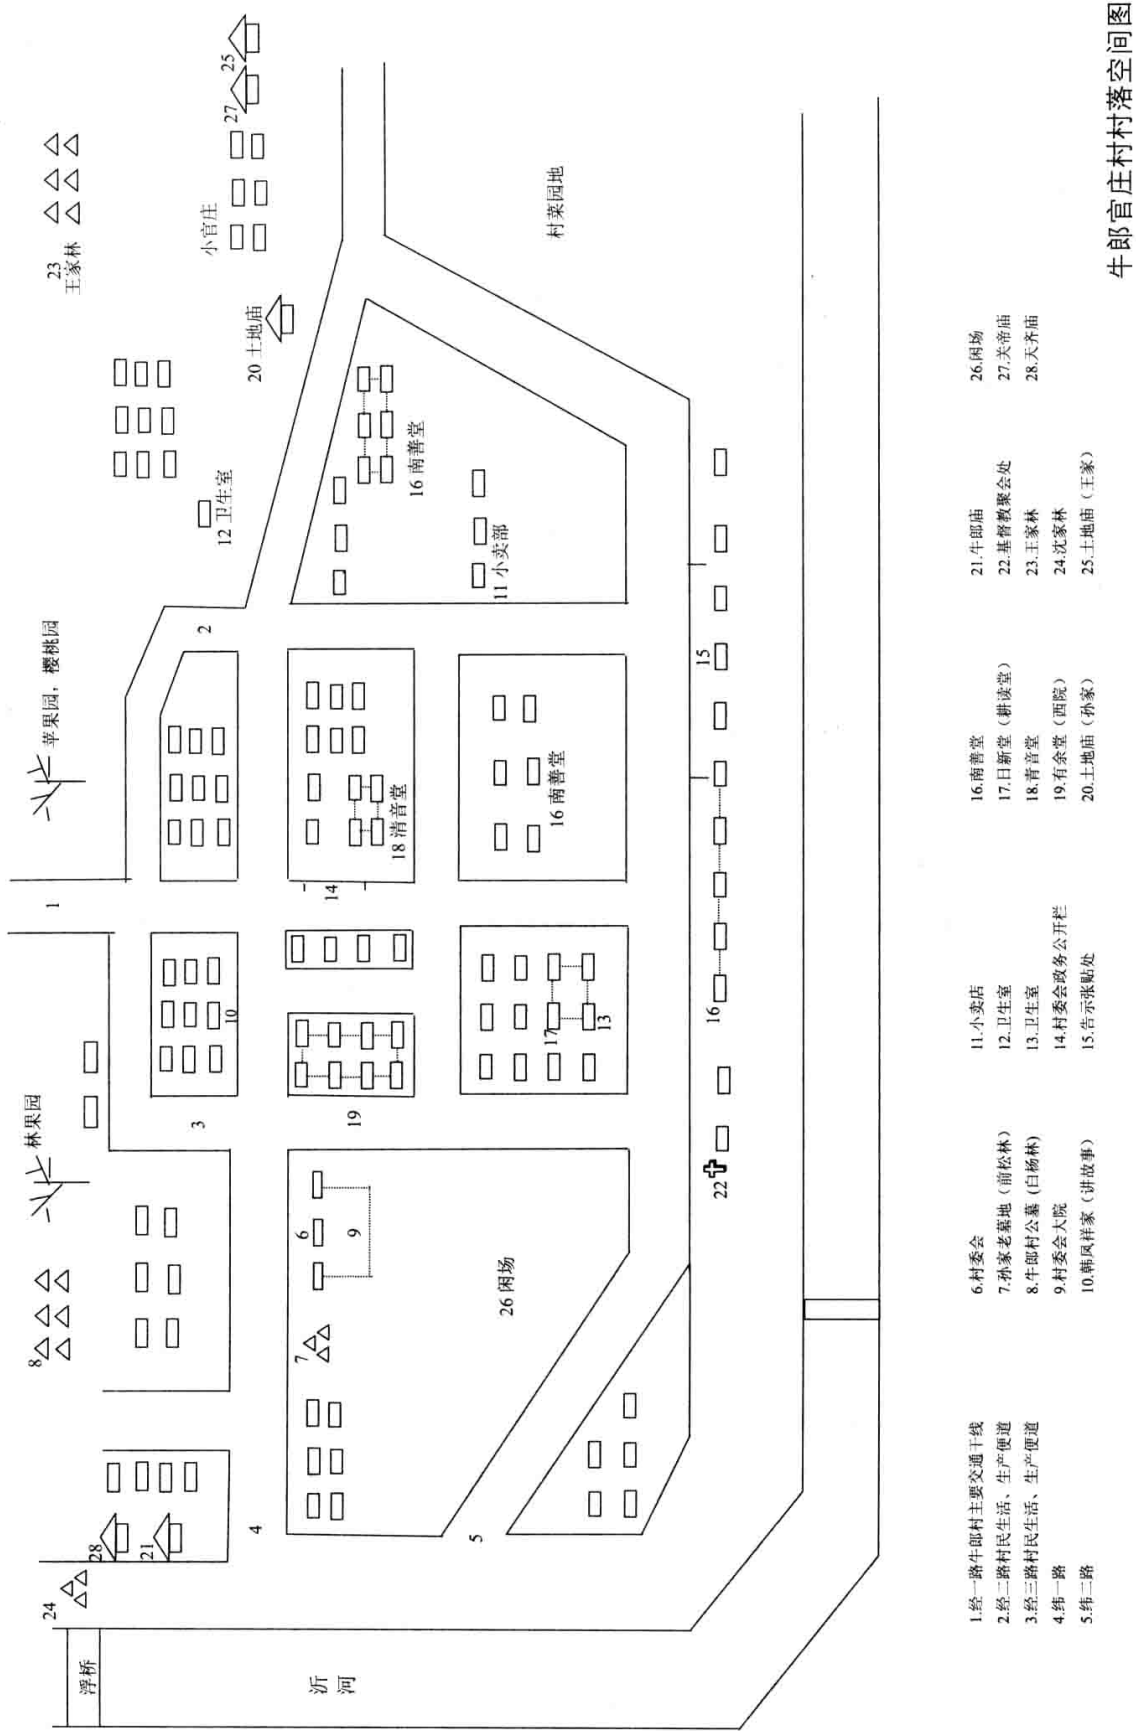 牛郎官庄村村落空间图
24
28
21
8
林果园
苹果园，樱桃园
23
王家林
1
2
3
4
5
10
12 卫生室
小官庄
20 土地庙
27
25
浮桥
沂
河
7
6
9
26 闲场
19
14
18 清音堂
16 南善堂
11 小卖部
17
13
16 南善堂
村菜园地
22
16
15
1.经一路牛郎村主要交通干线
2.经二路村民生活、生产便道
3.经三路村民生活、生产便道
4.纬一路
5.纬二路
6.村委会
7.孙家老墓地（前松林）
8.牛郎村公墓 (白杨林)
9.村委会大院
10.韩凤祥家（讲故事）
11.小卖店
12.卫生室
13.卫生室
14.村委会政务公开栏
15.告示张贴处
16.南善堂
17.日新堂（耕读堂）
18.青音堂
19.有余堂（西院）
20.土地庙（孙家）
21.牛郎庙
22.基督教聚会处
23.王家林
24.沈家林
25.土地庙（王家）
26.闲场
27.关帝庙
28.天齐庙